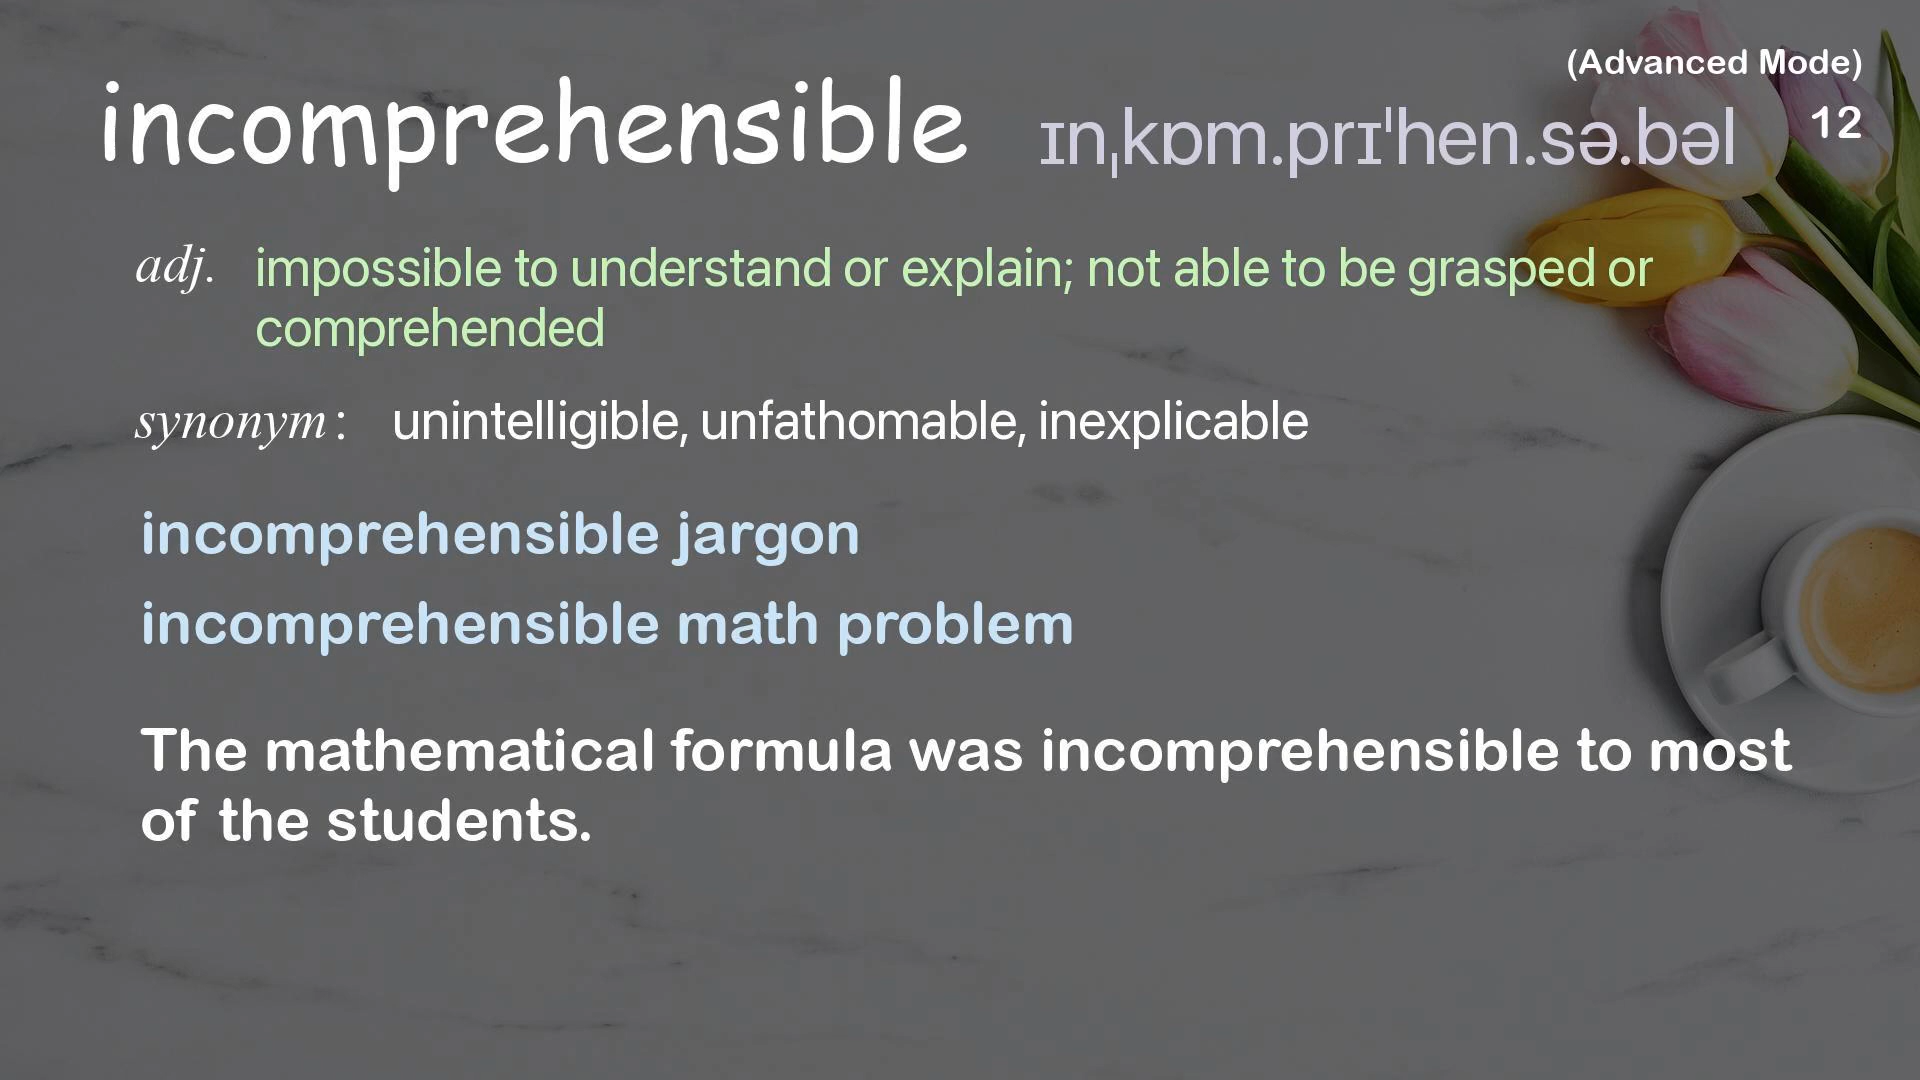 (Advanced Mode)
incomprehensible ɪnˌkɒm.prɪˈhen.sə.bəl 12
adj. impossible to understand or explain; not able to be grasped or
comprehended
synonym : unintelligible, unfathomable, inexplicable
incomprehensible jargon
incomprehensible math problem
The mathematical formula was incomprehensible to most
of the students.